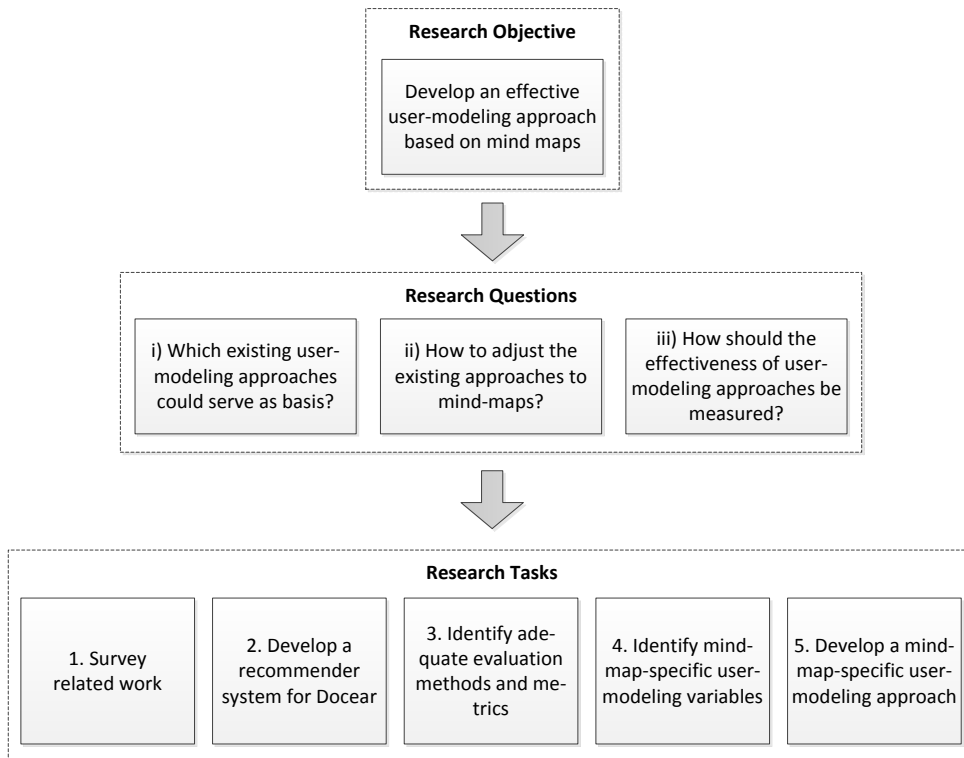 Research Objective
Develop an effective
user-modeling approach
based on mind maps
Research Questions
i) Which existing user-
modeling approaches
could serve as basis?
ii) How to adjust the
existing approaches to
mind-maps?
iii) How should the
effectiveness of user-
modeling approaches be
measured?
Research Tasks
1. Survey
related work
2. Develop a
recommender
system for Docear
3. Identify ade-
quate evaluation
methods and me-
trics
4. Identify mind-
map-specific user-
modeling variables
5. Develop a mind-
map-specific user-
modeling approach